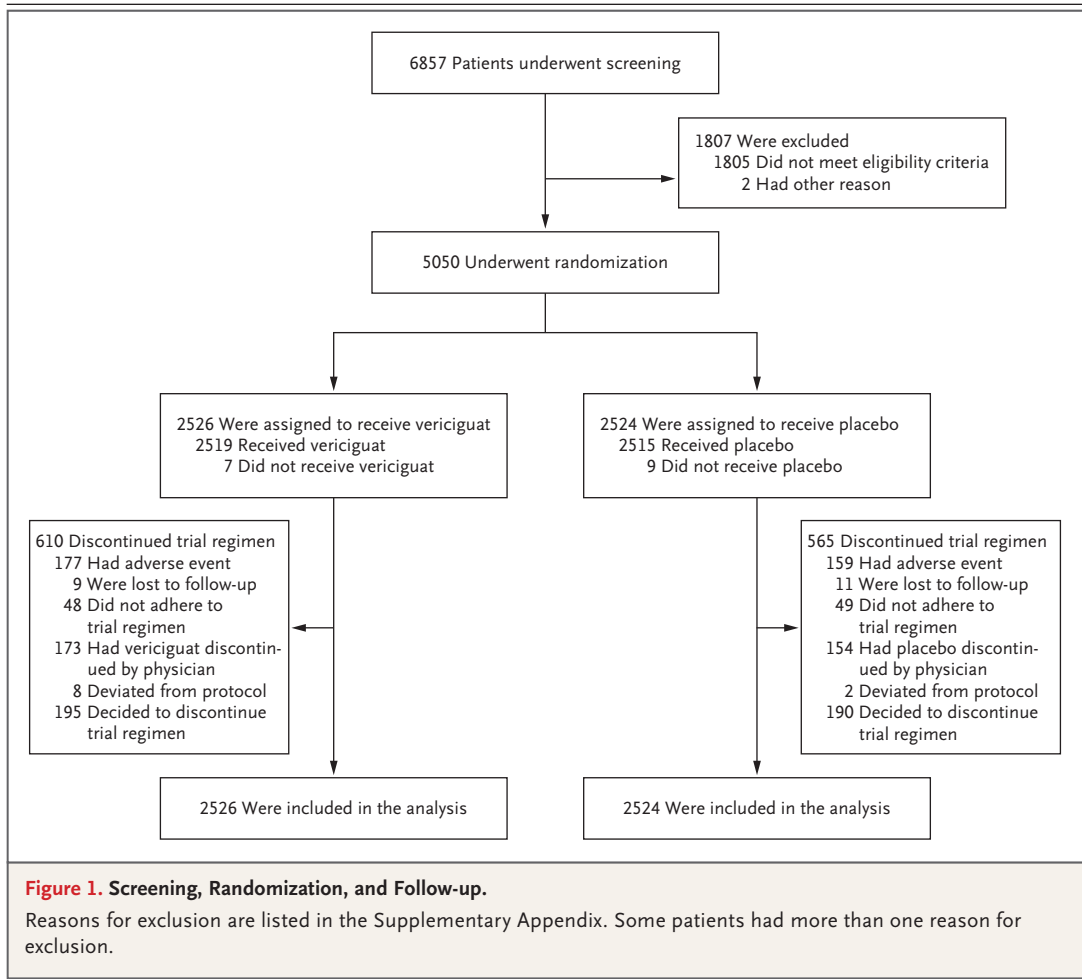 6857 Patients underwent screening
1807 Were excluded
1805 Did not meet eligibility criteria
2 Had other reason
5050 Underwent randomization
2526 Were assigned to receive vericiguat
2519 Received vericiguat
7 Did not receive vericiguat
2524 Were assigned to receive placebo
2515 Received placebo
9 Did not receive placebo
610 Discontinued trial regimen
177 Had adverse event
9 Were lost to follow-up
48 Did not adhere to
trial regimen
173 Had vericiguat discontin-
ued by physician
8 Deviated from protocol
195 Decided to discontinue
trial regimen
565 Discontinued trial regimen
159 Had adverse event
11 Were lost to follow-up
49 Did not adhere to
trial regimen
154 Had placebo discontin-
ued by physician
2 Deviated from protocol
190 Decided to discontinue
trial regimen
2526 Were included in the analysis
2524 Were included in the analysis
Figure 1. Screening, Randomization, and Follow-up.
Reasons for exclusion are listed in the Supplementary Appendix. Some patients had more than one reason for
exclusion.